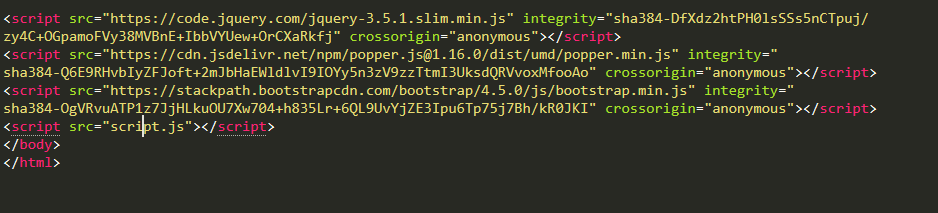 <script src="https://code.jquery.com/jquery-3.5.1.slim.min.js" integrity="sha384-DfXdz2htPH0lsSSs5nCTpuj/
zy4C+OGpamoFVy38MVBnE+IbbVYUew+OrCXaRkfj" crossorigin="anonymous"></script>
<script src="https://cdn.jsdelivr.net/npm/popper.js@1.16.0/dist/umd/popper.min.js" integrity="
sha384-Q6E9RHvbIyZFJoft+2mJbHaEWldlvI9IOYy5n3zV9zzTtmI3UksdQRVvoxMfooAo" crossorigin="anonymous"></script>
<script src="https://stackpath.bootstrapcdn.com/bootstrap/4.5.0/js/bootstrap.min.js" integrity="
sha384-OgVRvuATP1z7JjHLkuOU7Xw704+h835Lr+6QL9UvYjZE3Ipu6Tp75j7Bh/kR0JKI" crossorigin="anonymous"></script>
<script src="script.js"></script>
</body>
</html>